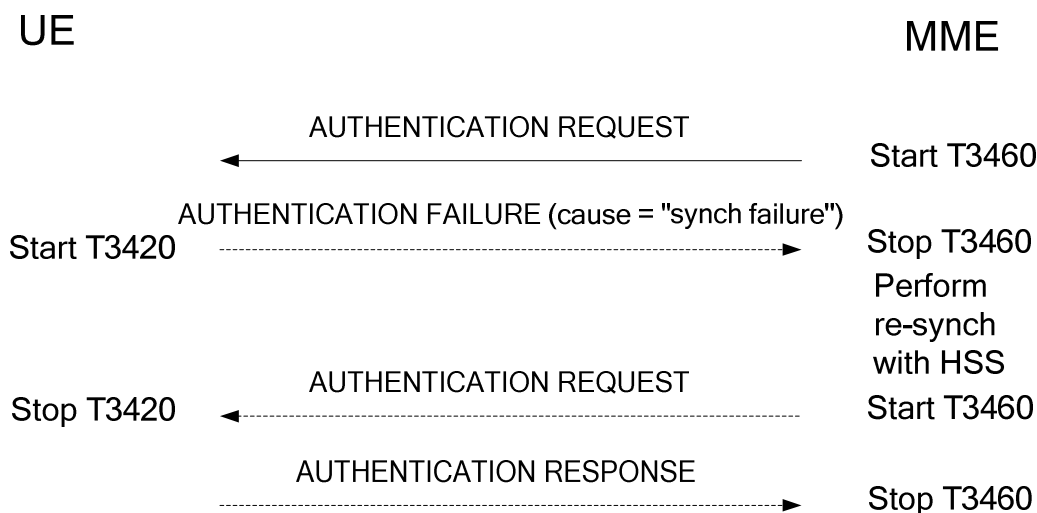 UE
MME
AUTHENTICATION REQUEST
Start T3460
AUTHENTICATION FAILURE (cause = "synch failure")
Start T3420
Stop T3460
Perform
re-synch
with HSS
AUTHENTICATION REQUEST
Stop T3420
Start T3460
AUTHENTICATION RESPONSE
Stop T3460